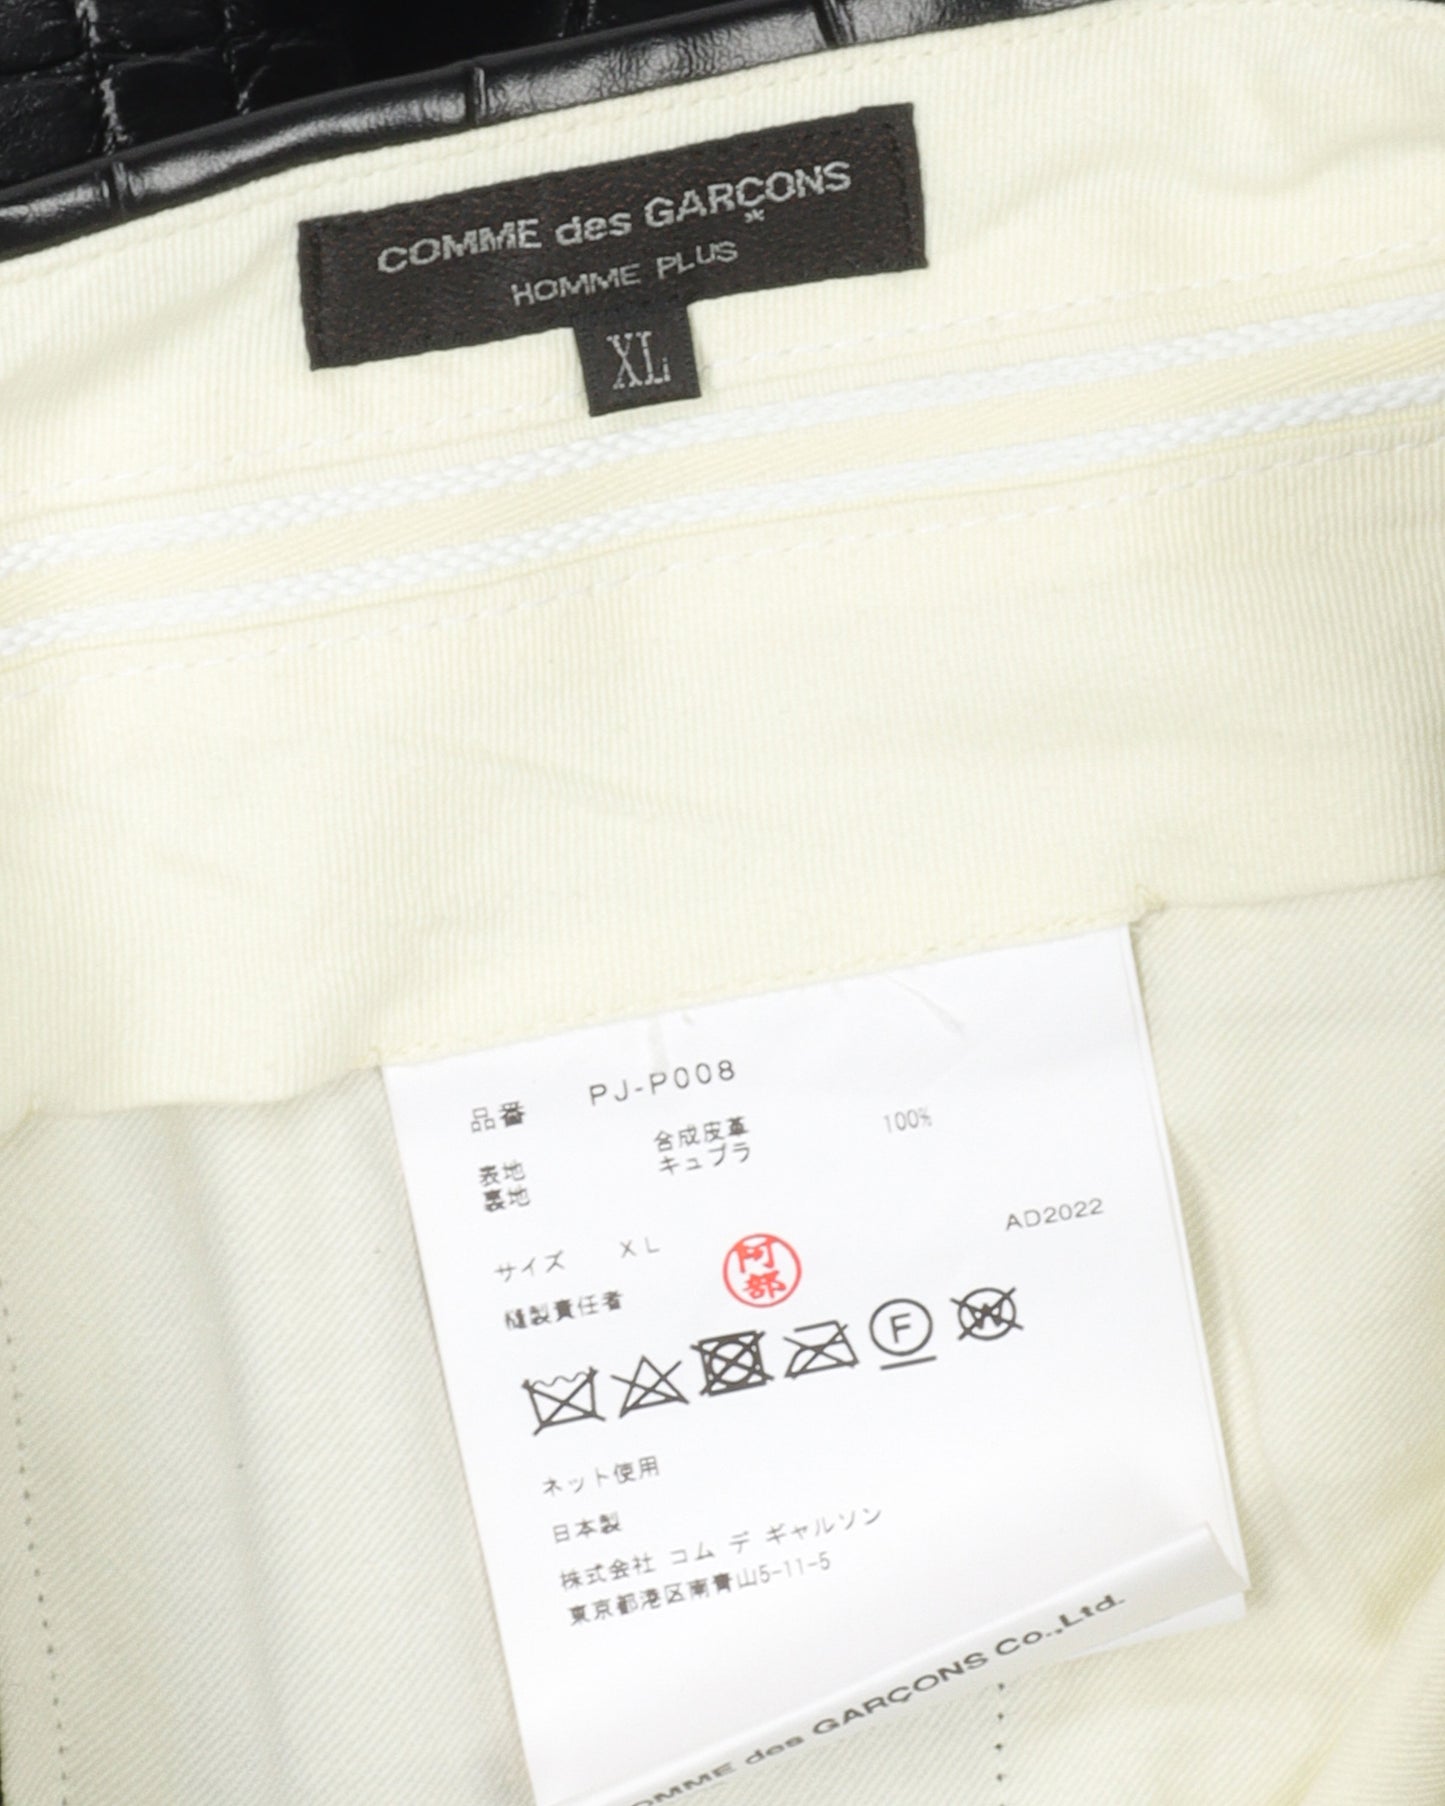 COMME des GARÇONS
HOMME PLUS
XL
品番 PJ-P008
表地 合成皮革 100%
裏地 キュプラ
AD2022
サイズ XL
縫製責任者 阿部
F
W
ネット使用
日本製
株式会社 コム デ ギャルソン
東京都港区南青山5-11-5
des GARÇONS Co.,Ltd.